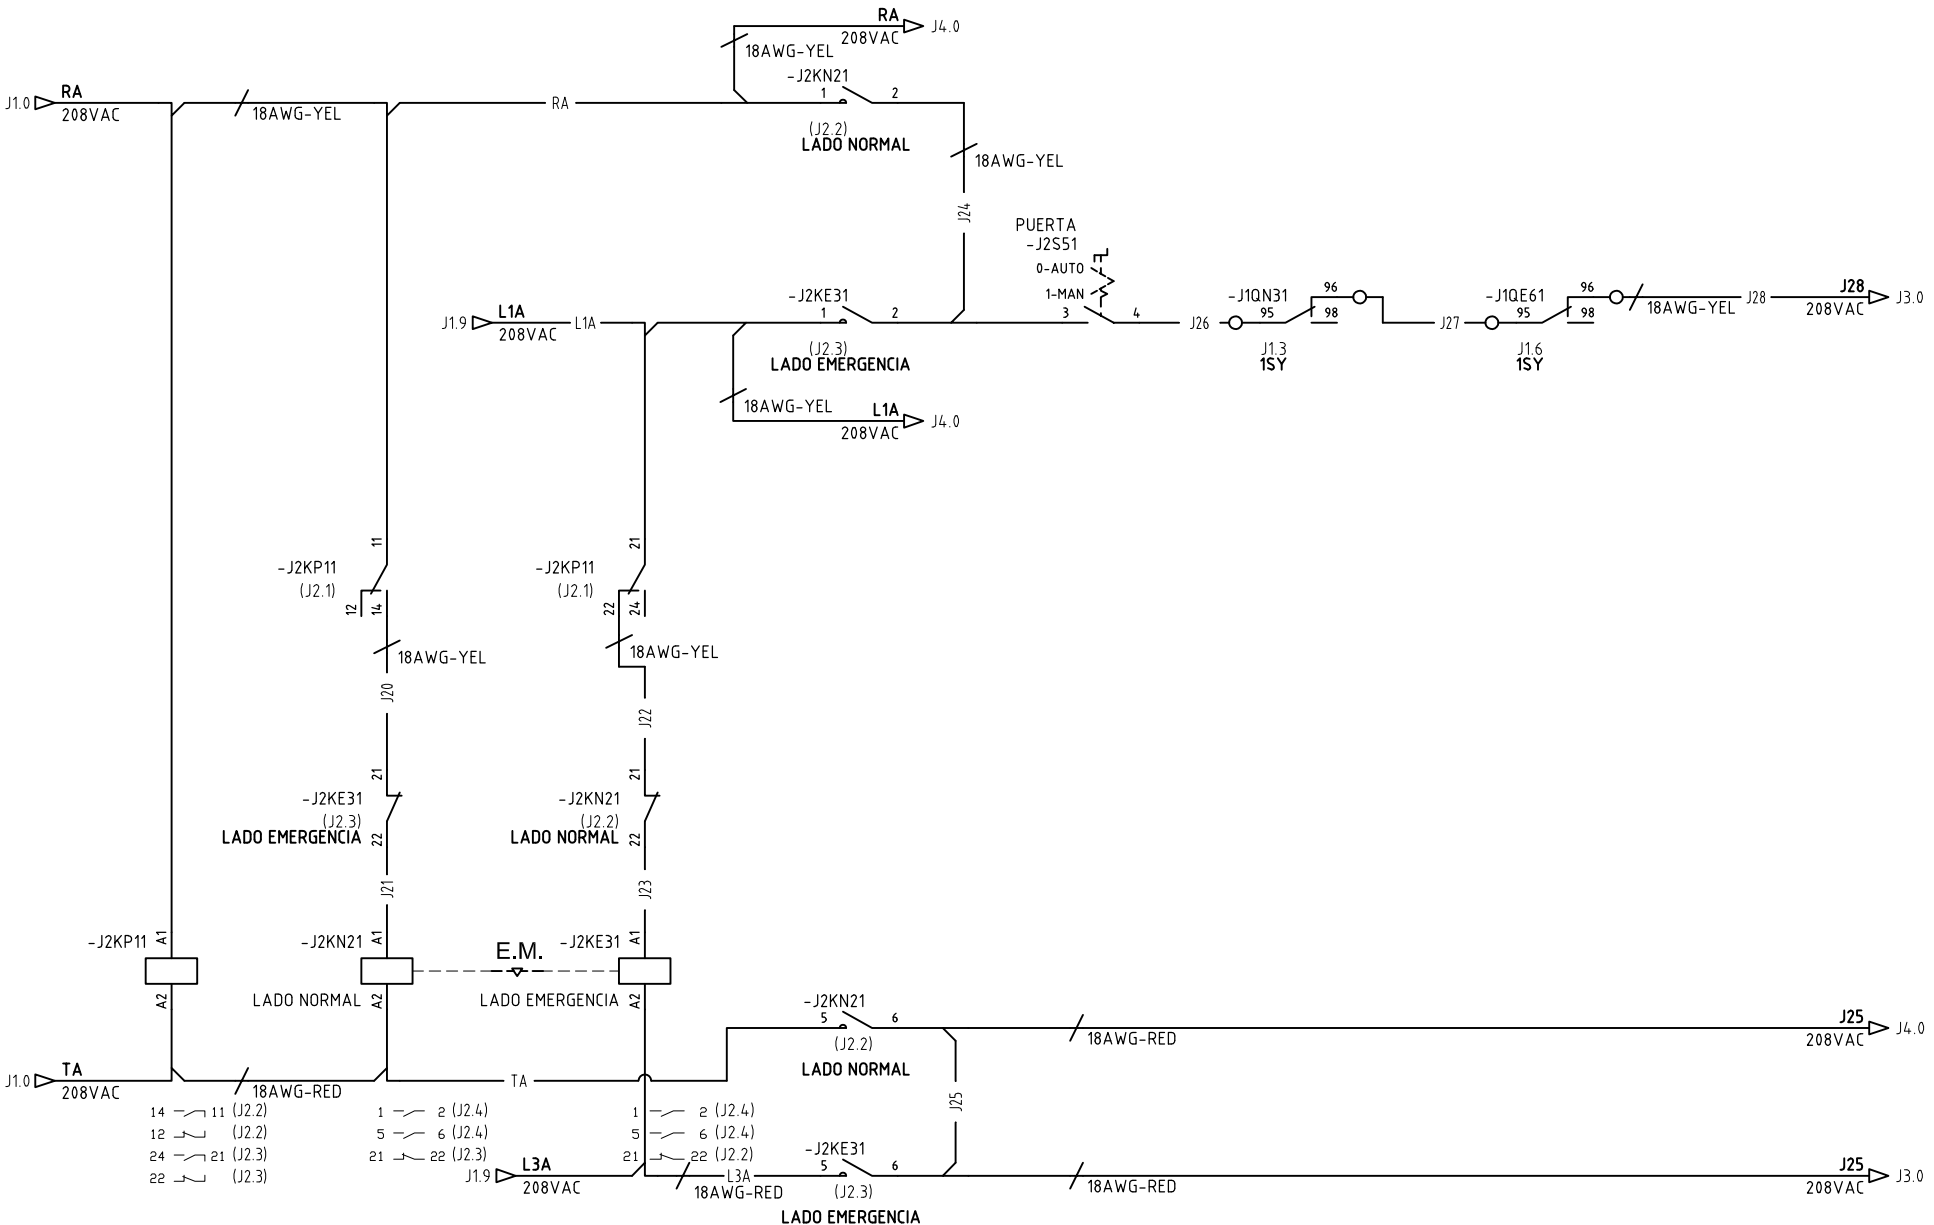 RA
208VAC
J4.0
18AWG-YEL
-J2KN21
1 2
(J2.2)
LADO NORMAL
J1.0
RA
208VAC
18AWG-YEL
RA
18AWG-YEL
J24
PUERTA
-J2S51
0-AUTO
1-MAN
3 4
J1.9
L1A
208VAC
L1A
-J2KE31
1 2
(J2.3)
LADO EMERGENCIA
J26
-J1QN31
95 96
98
J1.3
1SY
J27
-J1QE61
95 96
98
J1.6
1SY
18AWG-YEL
J28
J28
208VAC
J3.0
18AWG-YEL
L1A
208VAC
J4.0
11
-J2KP11
(J2.1)
12 14
18AWG-YEL
J20
21
-J2KP11
(J2.1)
22 24
18AWG-YEL
J22
21
-J2KE31
(J2.3)
LADO EMERGENCIA
22
J21
21
-J2KN21
(J2.2)
LADO NORMAL
22
J23
-J2KP11
A1
A2
-J2KN21
A1
LADO NORMAL
A2
E.M.
-J2KE31
A1
LADO EMERGENCIA
A2
-J2KN21
5 6
(J2.2)
LADO NORMAL
18AWG-RED
J25
208VAC
J4.0
J1.0
TA
208VAC
18AWG-RED
TA
J25
14 11 (J2.2)
12 (J2.2)
24 21 (J2.3)
22 (J2.3)
1 2 (J2.4)
5 6 (J2.4)
21 22 (J2.3)
1 2 (J2.4)
5 6 (J2.4)
21 22 (J2.2)
J1.9
L3A
208VAC
18AWG-RED
L3A
-J2KE31
5 6
(J2.3)
LADO EMERGENCIA
18AWG-RED
J25
208VAC
J3.0